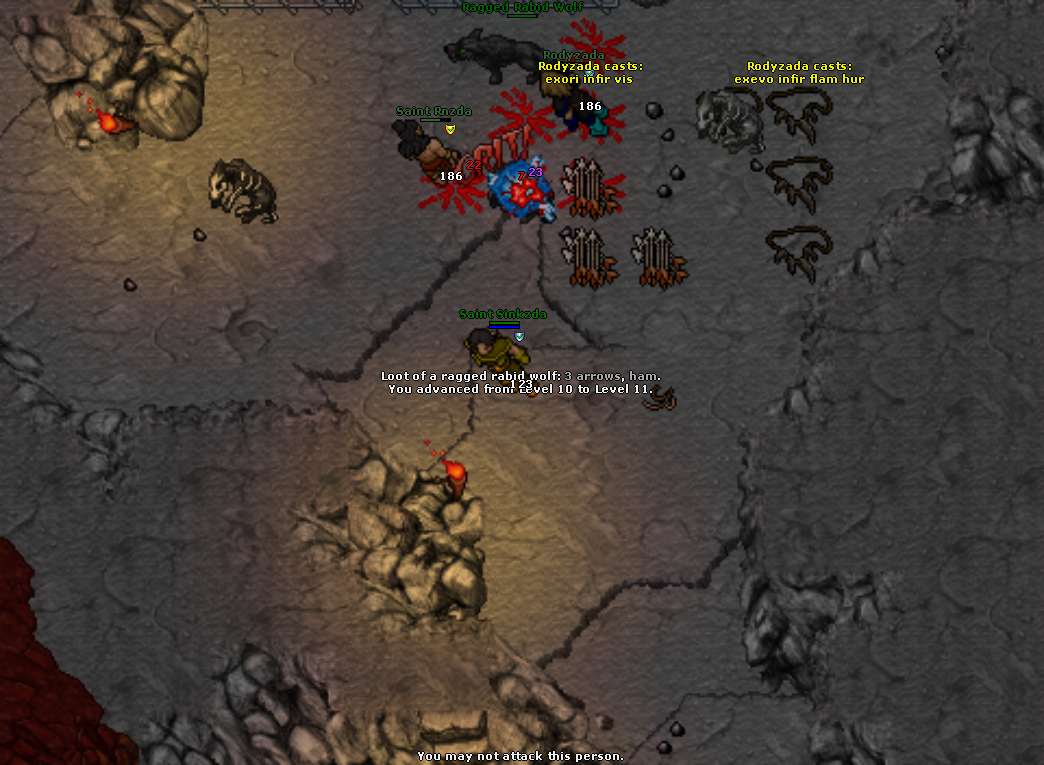 Ragged Rabid Wolf
Rodyzada
Rodyzada casts:
exori infir vis
Rodyzada casts:
exevo infir flam hur
186
Saint Rnzda
CRIT!
22
7
23
186
Saint Sinkzda
Loot of a ragged rabid wolf: 3 arrows, ham.
You advanced from Level 10 to Level 11.
123
You may not attack this person.